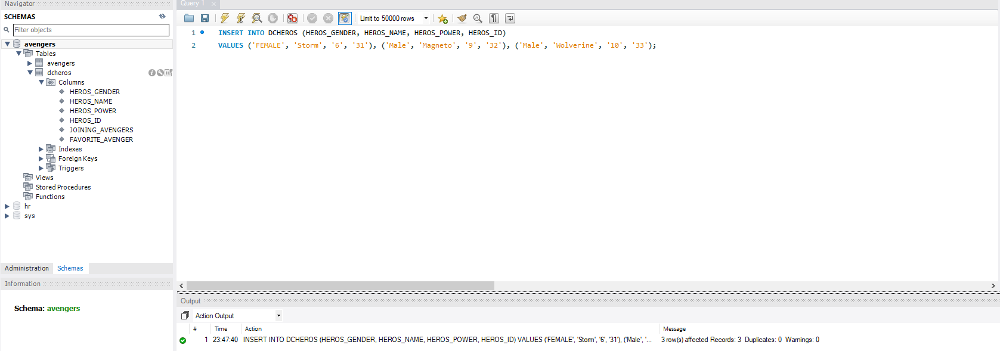 Navigator
SCHEMAS
Filter objects
avengers
Tables
avengers
dcheros
Columns
HEROS_GENDER
HEROS_NAME
HEROS_POWER
HEROS_ID
JOINING_AVENGERS
FAVORITE_AVENGER
Indexes
Foreign Keys
Triggers
Views
Stored Procedures
Functions
hr
sys
Administration Schemas
Information
Schema: avengers
Query 1
Limit to 50000 rows
1 INSERT INTO DCHEROS (HEROS_GENDER, HEROS_NAME, HEROS_POWER, HEROS_ID)
2 VALUES ('FEMALE', 'Storm', '6', '31'), ('Male', 'Magneto', '9', '32'), ('Male', 'Wolverine', '10', '33');
Output
Action Output
# Time Action Message
1 23:47:40 INSERT INTO DCHEROS (HEROS_GENDER, HEROS_NAME, HEROS_POWER, HEROS_ID) VALUES ('FEMALE', 'Storm', '6', '31'), ('Male', '... 3 row(s) affected Records: 3 Duplicates: 0 Warnings: 0